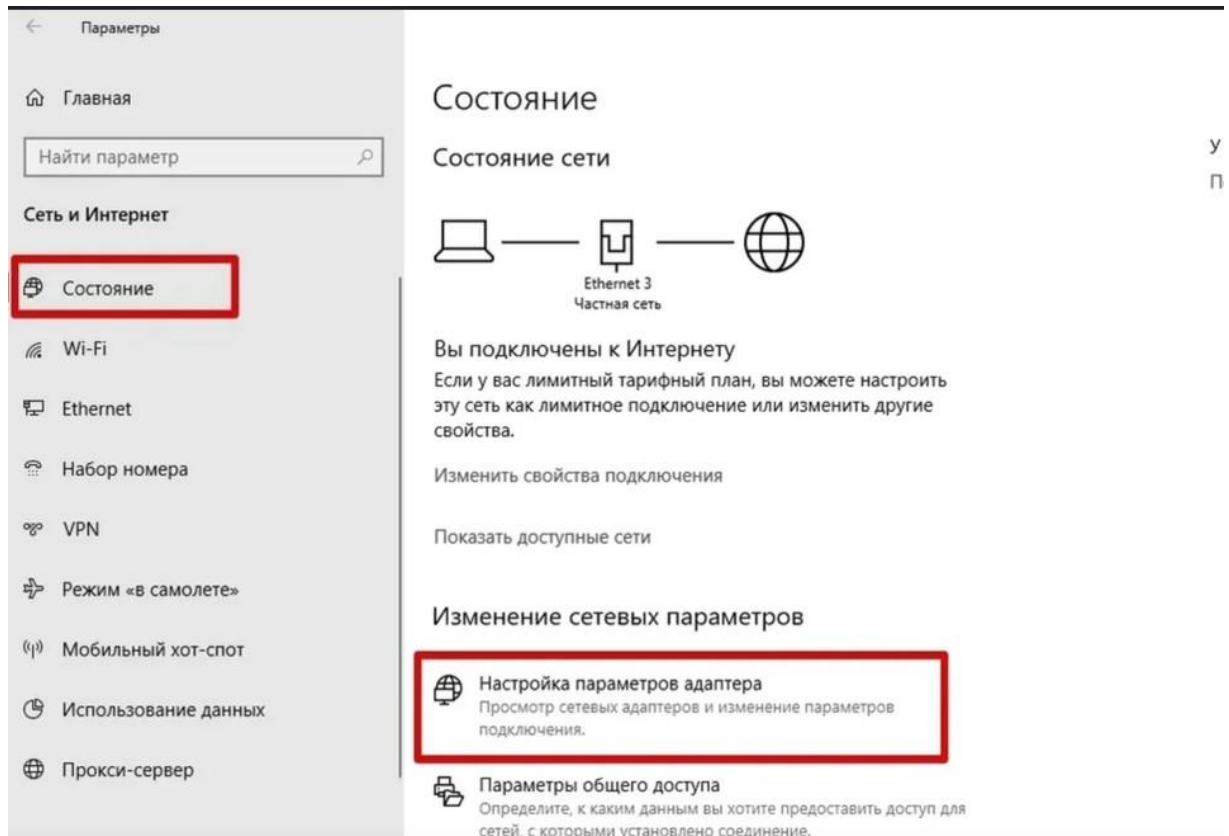 Параметры
Главная
Найти параметр
Сеть и Интернет
Состояние
Wi-Fi
Ethernet
Набор номера
VPN
Режим «в самолете»
Мобильный хот-спот
Использование данных
Прокси-сервер
Состояние
Состояние сети
Ethernet 3
Частная сеть
Вы подключены к Интернету
Если у вас лимитный тарифный план, вы можете настроить
эту сеть как лимитное подключение или изменить другие
свойства.
Изменить свойства подключения
Показать доступные сети
Изменение сетевых параметров
Настройка параметров адаптера
Просмотр сетевых адаптеров и изменение параметров
подключения.
Параметры общего доступа
Определите, к каким данным вы хотите предоставить доступ для
сетей, с которыми установлено соединение.
У